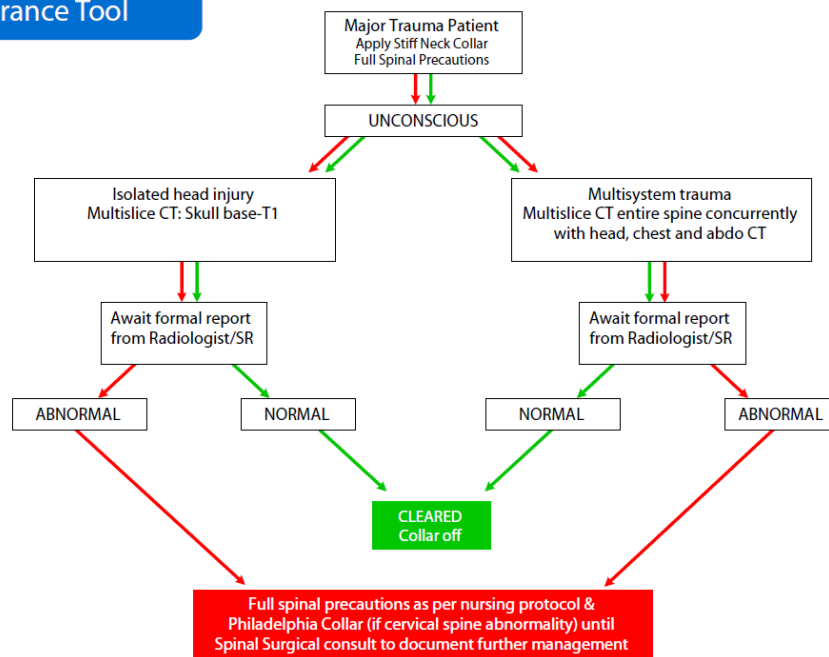 rance Tool
Major Trauma Patient
Apply Stiff Neck Collar
Full Spinal Precautions
UNCONSCIOUS
Isolated head injury
Multislice CT: Skull base-T1
Multisystem trauma
Multislice CT entire spine concurrently
with head, chest and abdo CT
Await formal report
from Radiologist/SR
Await formal report
from Radiologist/SR
ABNORMAL
NORMAL
NORMAL
ABNORMAL
CLEARED
Collar off
Full spinal precautions as per nursing protocol &
Philadelphia Collar (if cervical spine abnormality) until
Spinal Surgical consult to document further management